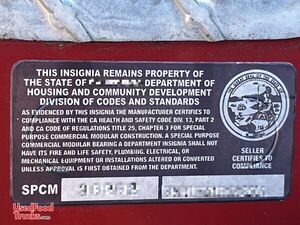 THIS INSIGNIA REMAINS PROPERTY OF
THE STATE OF DEPARTMENT OF
HOUSING AND COMMUNITY DEVELOPMENT
DIVISION OF CODES AND STANDARDS
AS EVIDENCED BY THIS INSIGNIA THE MANUFACTURER CERTIFIES TO
COMPLIANCE WITH THE CA HEALTH AND SAFETY CODE DIV. 13, PART 2
AND CA CODE OF REGULATIONS TITLE 25, CHAPTER 3 FOR SPECIAL
PURPOSE COMMERCIAL MODULAR CONSTRUCTION. A SPECIAL PURPOSE
COMMERCIAL MODULAR BEARING A DEPARTMENT INSIGNIA SHALL NOT
HAVE ITS FIRE AND LIFE SAFETY, PLUMBING, ELECTRICAL, OR
MECHANICAL EQUIPMENT OR INSTALLATIONS ALTERED OR CONVERTED
UNLESS APPROVAL IS FIRST OBTAINED FROM THIS DEPARTMENT.
SELLER
CERTIFIES TO
COMPLIANCE
SPCM
UsedFood
Trucks.com